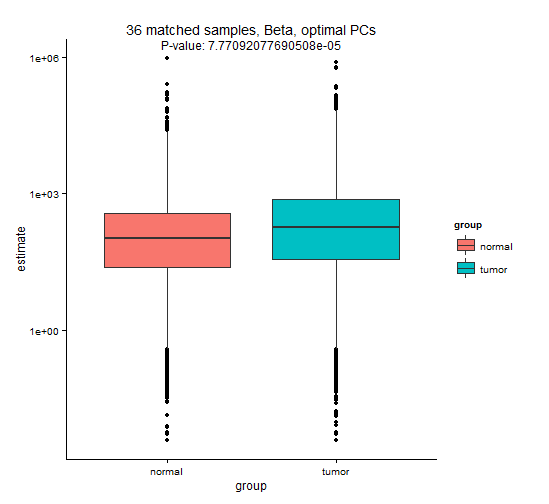 36 matched samples, Beta, optimal PCs
P-value: 7.77092077690508e-05
1e+06
1e+03
1e+00
estimate
normal
tumor
group
group
normal
tumor